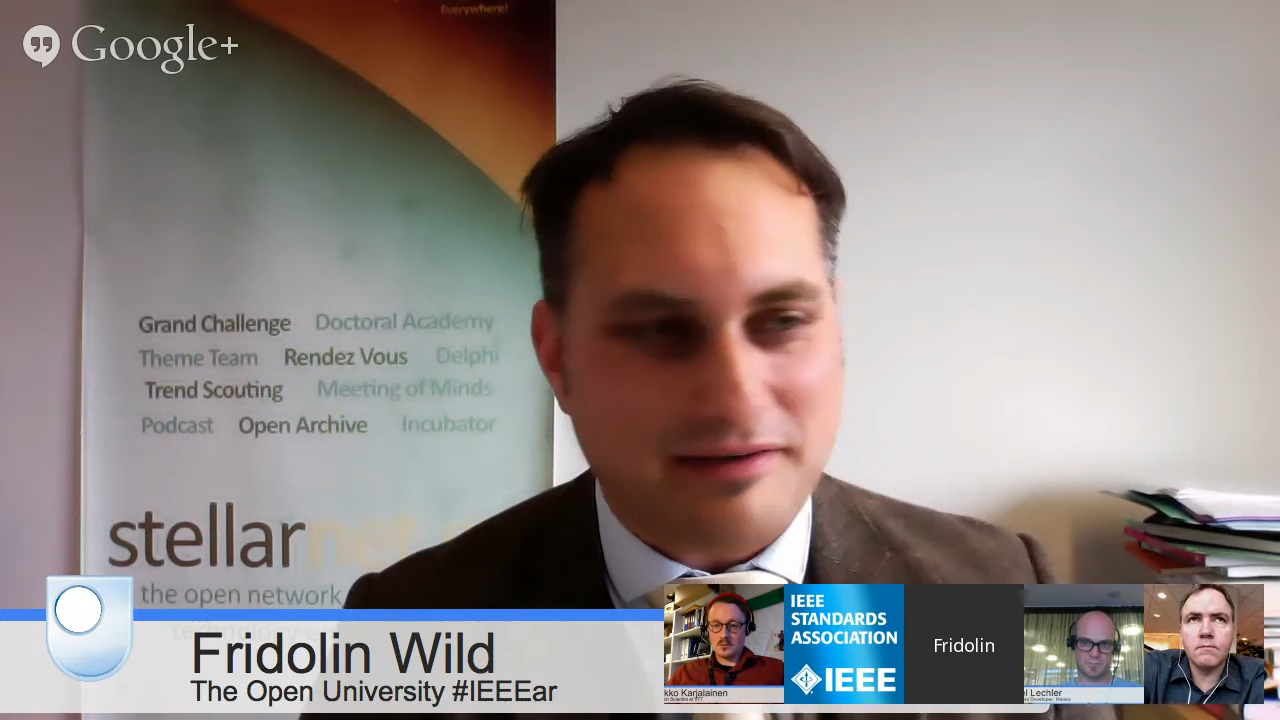 Everywhere!
Google+
Grand Challenge Doctoral Academy
Theme Team Rendez Vous Delphi
Trend Scouting Meeting of Minds
Podcast Open Archive Incubator
stellarnet
the open network
Fridolin Wild
The Open University #IEEEar
IEEE
STANDARDS
ASSOCIATION
IEEE
Fridolin
kko Karjalainen
l Lechler